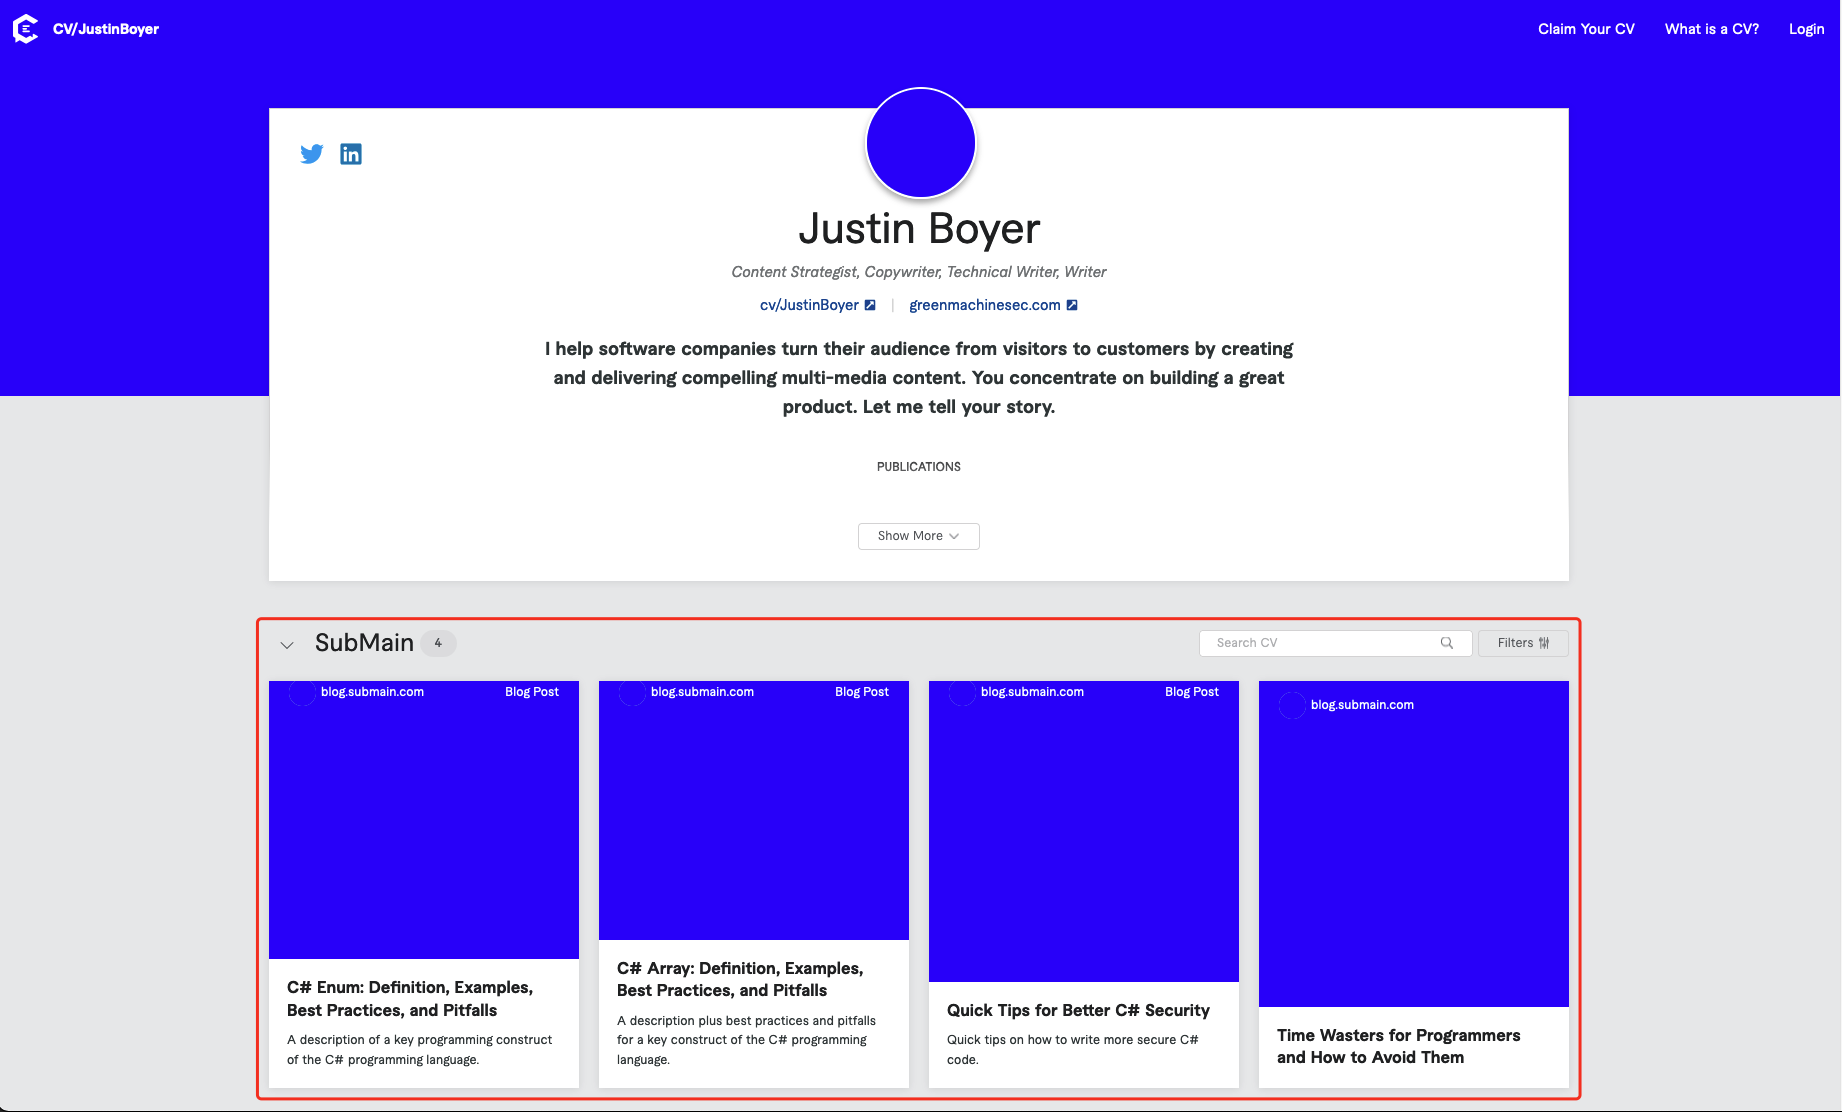 CV/JustinBoyer
Claim Your CV
What is a CV?
Login
Justin Boyer
Content Strategist, Copywriter, Technical Writer, Writer
cv/JustinBoyer | greenmachinesec.com
I help software companies turn their audience from visitors to customers by creating
and delivering compelling multi-media content. You concentrate on building a great
product. Let me tell your story.
PUBLICATIONS
Show More
SubMain 4
Search CV
Filters
blog.submain.com Blog Post
C# Enum: Definition, Examples,
Best Practices, and Pitfalls
A description of a key programming construct
of the C# programming language.
blog.submain.com Blog Post
C# Array: Definition, Examples,
Best Practices, and Pitfalls
A description plus best practices and pitfalls
for a key construct of the C# programming
language.
blog.submain.com Blog Post
Quick Tips for Better C# Security
Quick tips on how to write more secure C#
code.
blog.submain.com
Time Wasters for Programmers
and How to Avoid Them